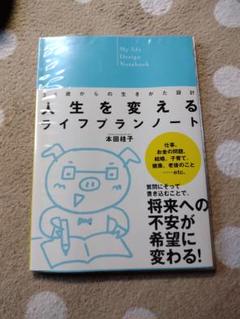 My life
Design
Notebook
歳からの生きかた設計
人生を変える
ライフプランノート
本田桂子
仕事、
お金の問題、
結婚、子育て、
健康、老後のこと
……etc.
質問にそって
書き込むことで、
将来への
不安が
希望に
変わる!